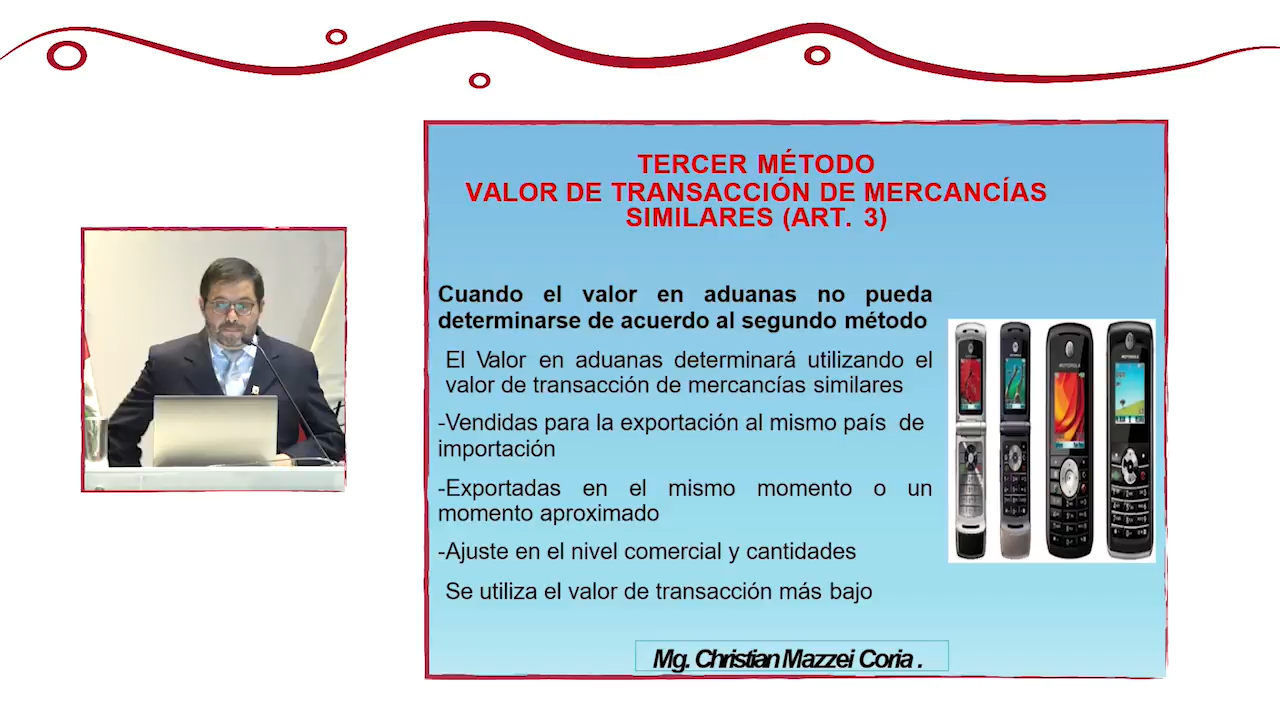 TERCER MÉTODO
VALOR DE TRANSACCIÓN DE MERCANCÍAS
SIMILARES (ART. 3)
Cuando el valor en aduanas no pueda
determinarse de acuerdo al segundo método
El Valor en aduanas determinará utilizando el
valor de transacción de mercancías similares
-Vendidas para la exportación al mismo país de
importación
-Exportadas en el mismo momento o un
momento aproximado
-Ajuste en el nivel comercial y cantidades
Se utiliza el valor de transacción más bajo
MOTOROLA
Mg. Christian Mazzei Coria .